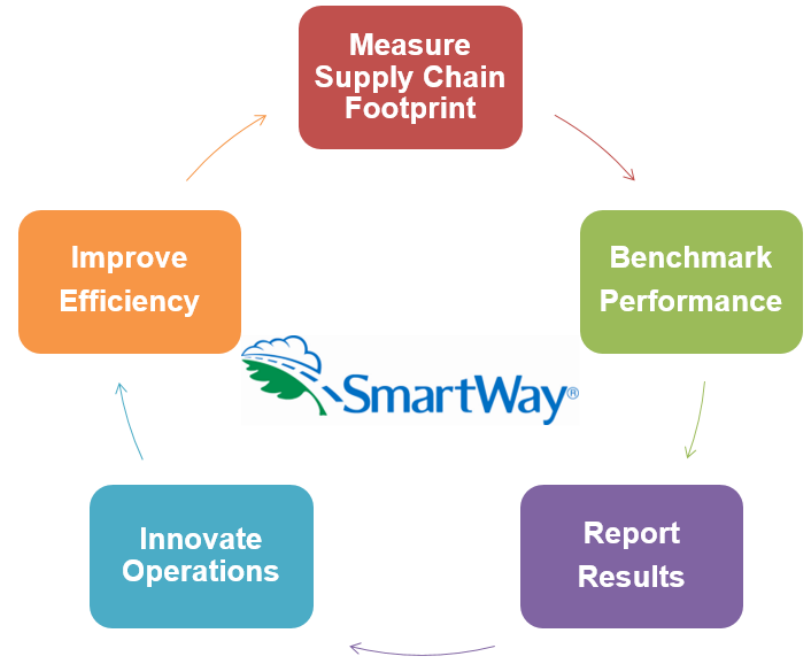 Measure
Supply Chain
Footprint
Benchmark
Performance
Report
Results
Innovate
Operations
Improve
Efficiency
SmartWay®